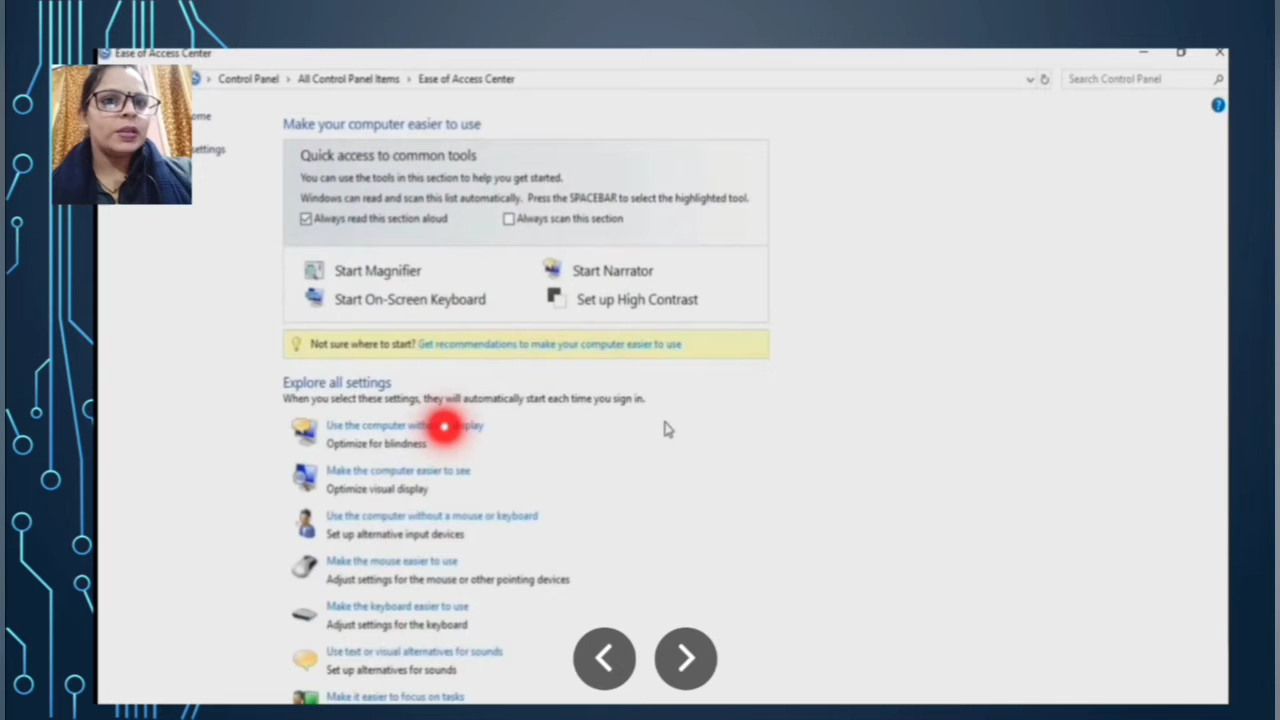 Ease of Access Center
Control Panel > All Control Panel Items > Ease of Access Center
Search Control Panel
ome
ettings
Make your computer easier to use
Quick access to common tools
You can use the tools in this section to help you get started.
Windows can read and scan this list automatically. Press the SPACEBAR to select the highlighted tool.
Always read this section aloud
Always scan this section
Start Magnifier
Start Narrator
Start On-Screen Keyboard
Set up High Contrast
Not sure where to start? Get recommendations to make your computer easier to use
Explore all settings
When you select these settings, they will automatically start each time you sign in.
Use the computer without a display
Optimize for blindness
Make the computer easier to see
Optimize visual display
Use the computer without a mouse or keyboard
Set up alternative input devices
Make the mouse easier to use
Adjust settings for the mouse or other pointing devices
Make the keyboard easier to use
Adjust settings for the keyboard
Use text or visual alternatives for sounds
Set up alternatives for sounds
Make it easier to focus on tasks